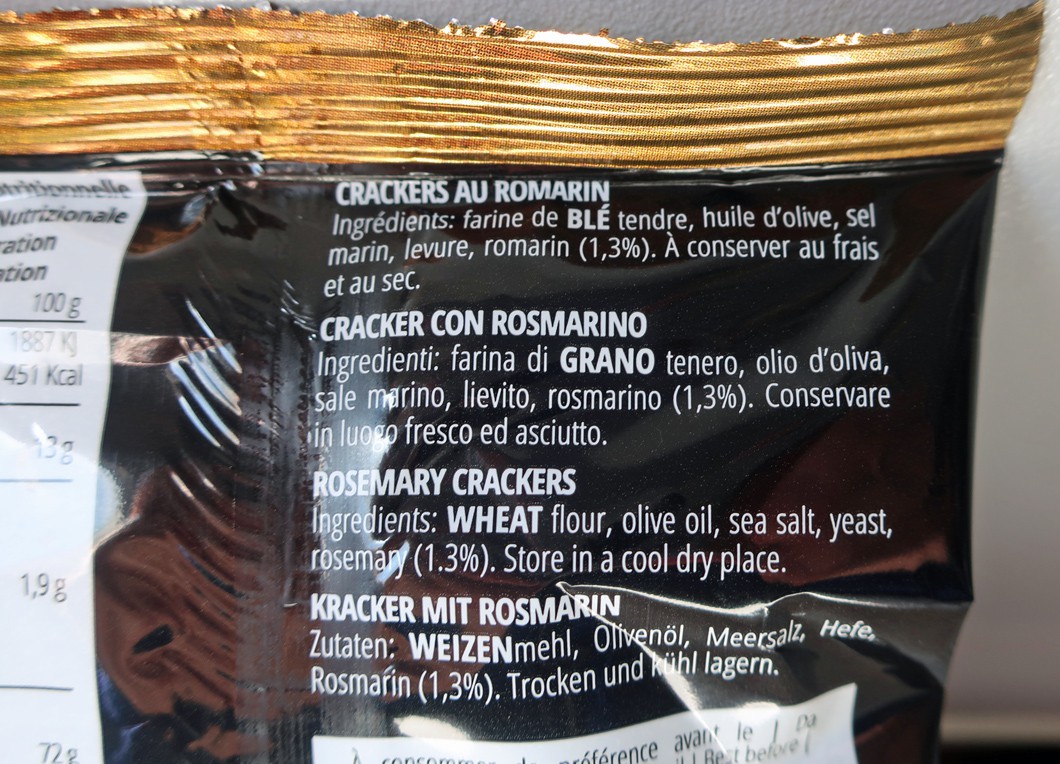 Nutrizionale
ration
100 g
1887 KJ
451 Kcal
13 g
1,9 g
72 g
CRACKERS AU ROMARIN
Ingrédients: farine de BLÉ tendre, huile d'olive, sel
marin, levure, romarin (1,3%). À conserver au frais
et au sec.
CRACKER CON ROSMARINO
Ingredienti: farina di GRANO tenero, olio d'oliva,
sale marino, lievito, rosmarino (1,3%). Conservare
in luogo fresco ed asciutto.
ROSEMARY CRACKERS
Ingredients: WHEAT flour, olive oil, sea salt, yeast,
rosemary (1.3%). Store in a cool dry place.
KRACKER MIT ROSMARIN
Zutaten: WEIZENmehl, Olivenöl, Meersalz, Hefe,
Rosmarin (1,3%). Trocken und kühl lagern.
À consommer de préférence avant le
Best before